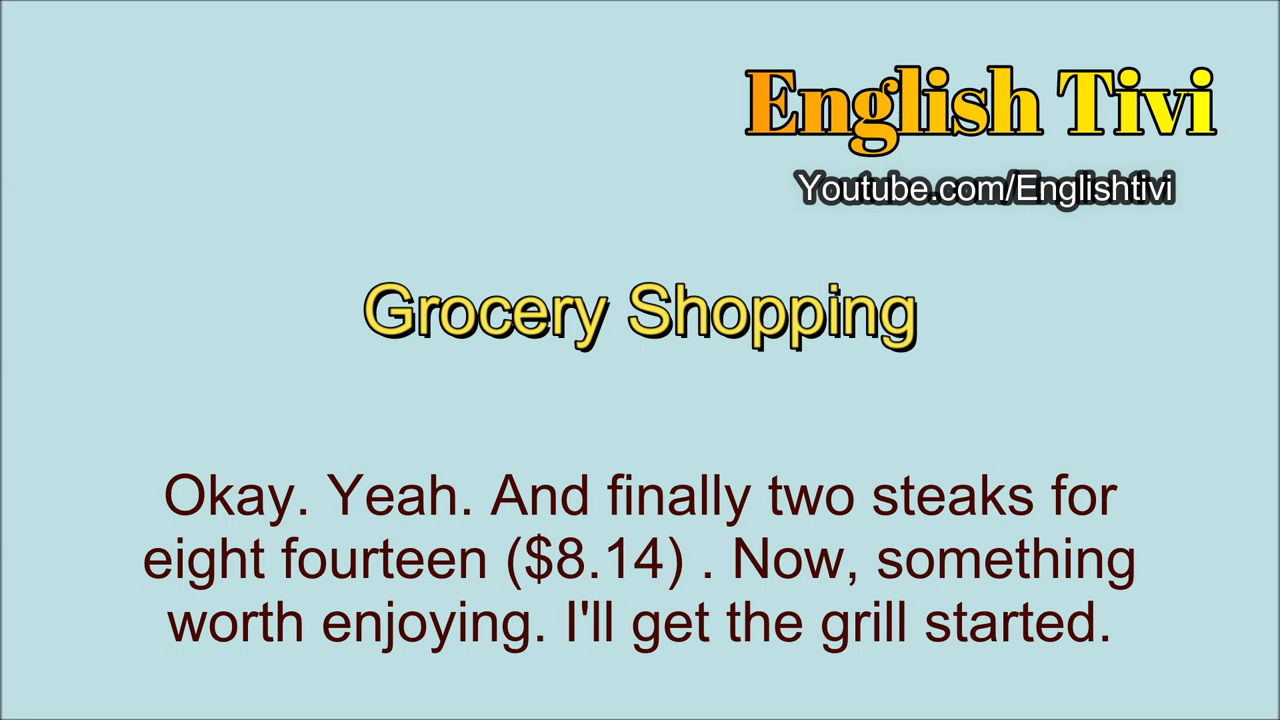 English Tivi
Youtube.com/Englishtivi
Grocery Shopping
Okay. Yeah. And finally two steaks for
eight fourteen ($8.14) . Now, something
worth enjoying. I'll get the grill started.